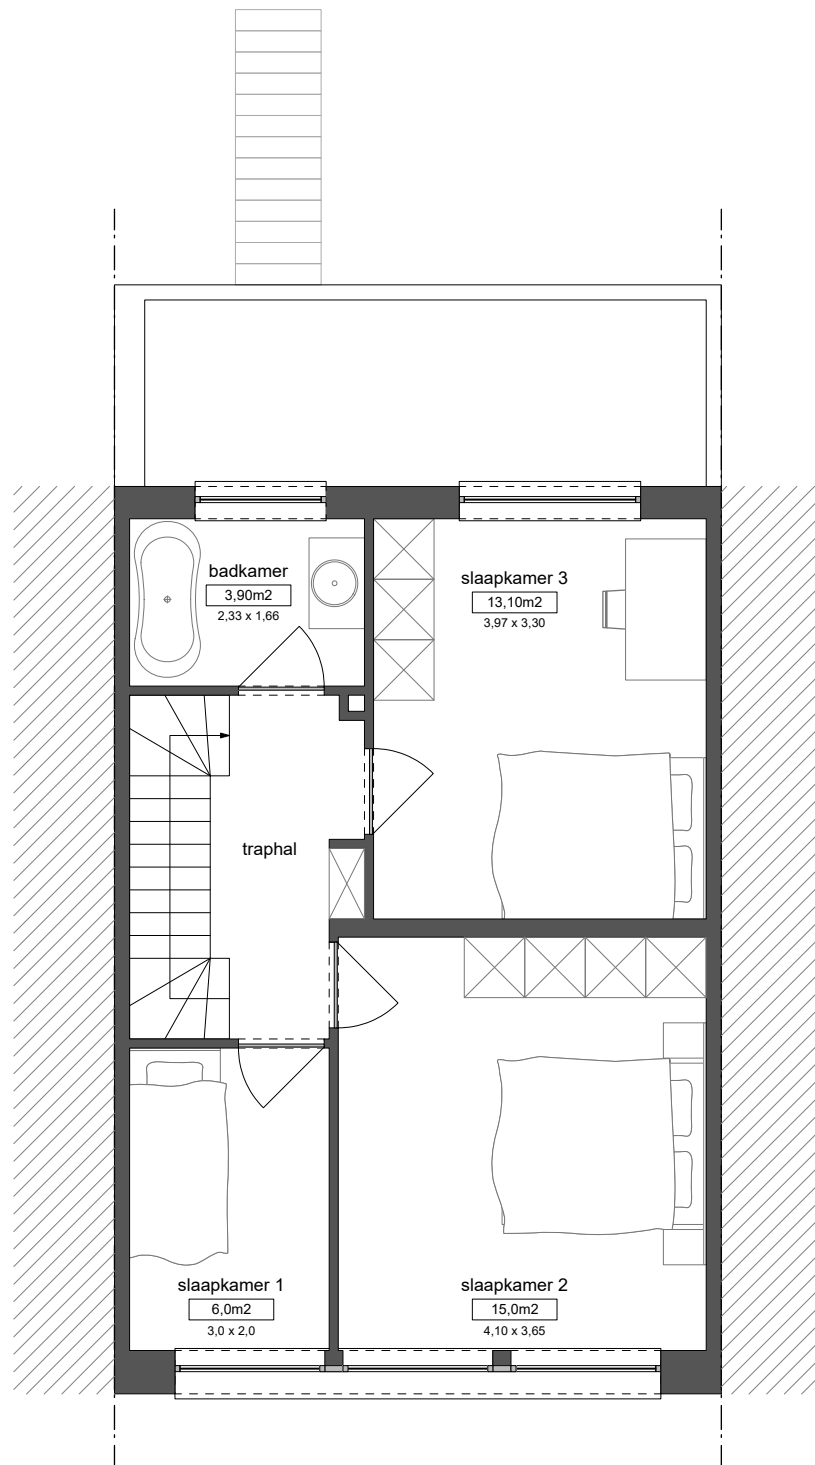 badkamer
3,90m2
2,33 x 1,66
slaapkamer 3
13,10m2
3,97 x 3,30
traphal
slaapkamer 1
6,0m2
3,0 x 2,0
slaapkamer 2
15,0m2
4,10 x 3,65